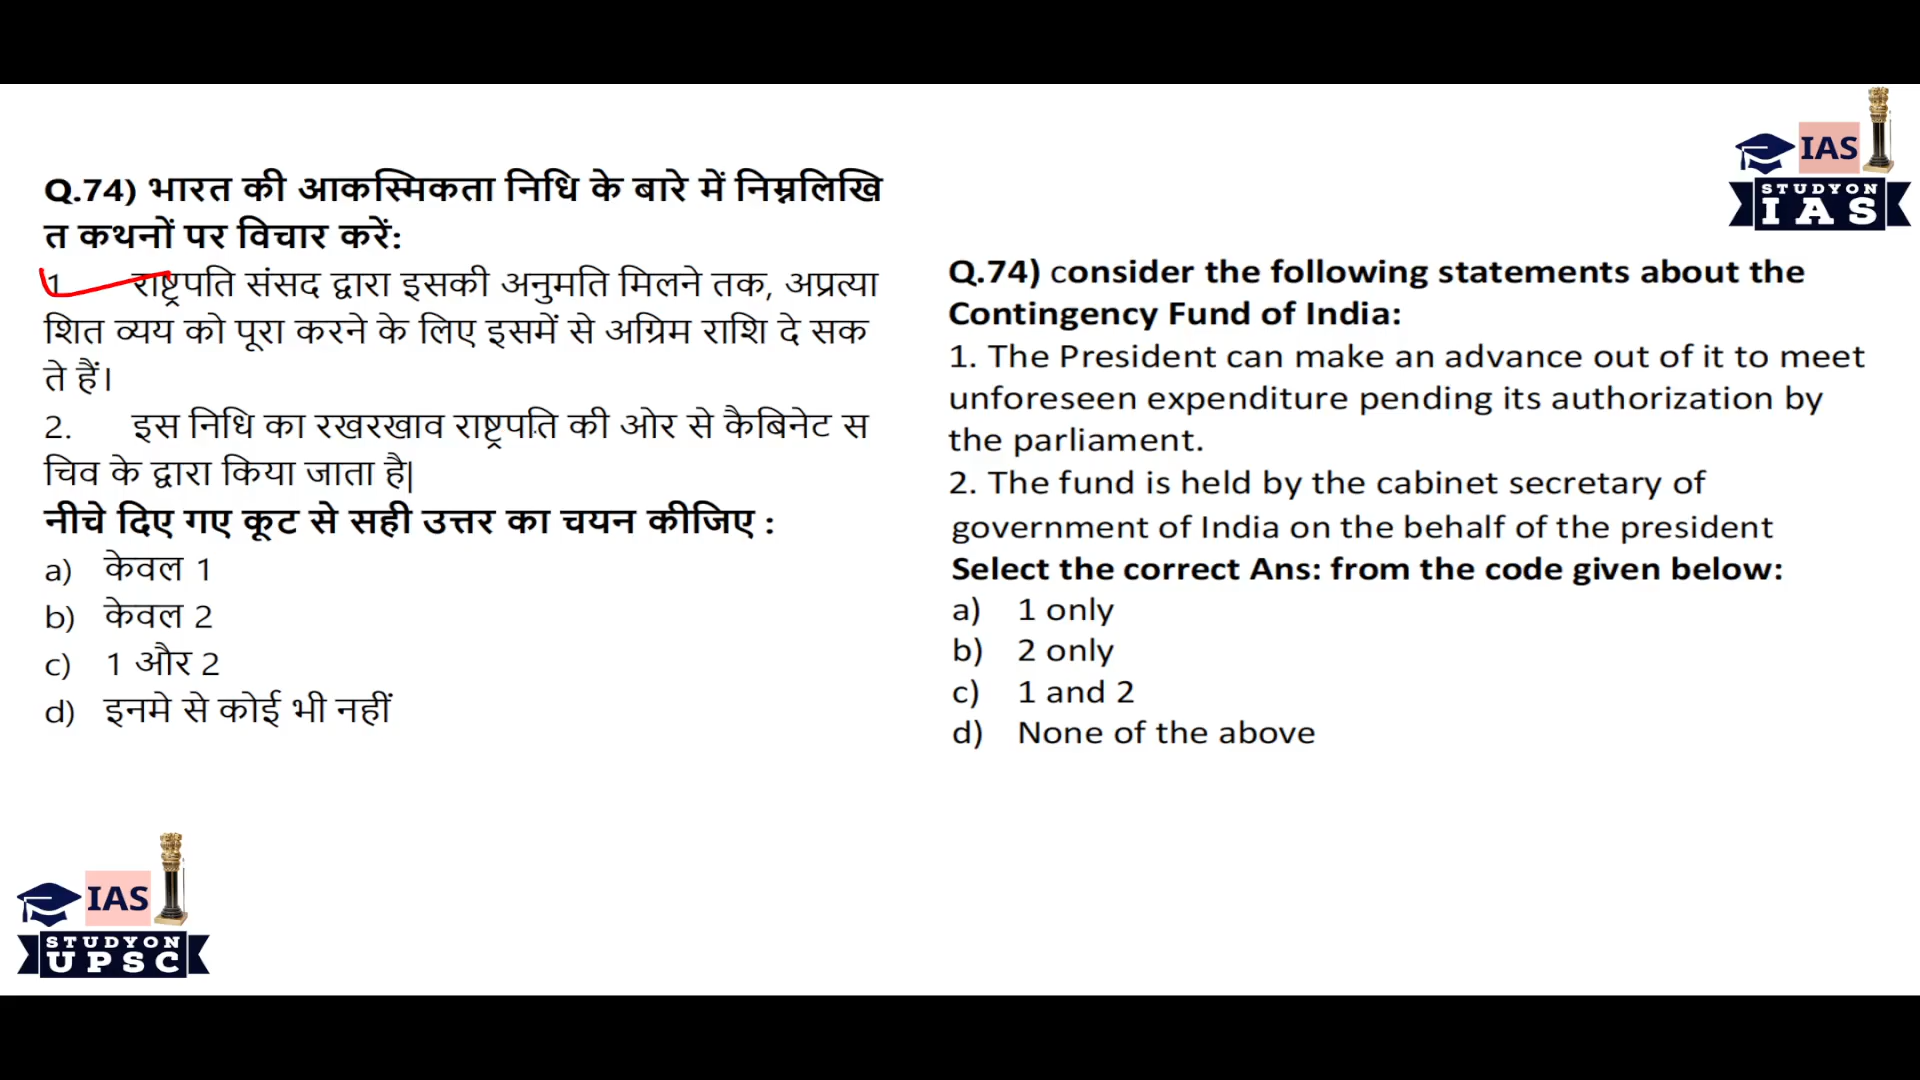 IAS
STUDYON
IAS
Q.74) भारत की आकस्मिकता निधि के बारे में निम्नलिखि
त कथनों पर विचार करें:
1 राष्ट्रपति संसद द्वारा इसकी अनुमति मिलने तक, अप्रत्या
शित व्यय को पूरा करने के लिए इसमें से अग्रिम राशि दे सक
ते हैं।
2. इस निधि का रखरखाव राष्ट्रपति की ओर से कैबिनेट स
चिव के द्वारा किया जाता है|
नीचे दिए गए कूट से सही उत्तर का चयन कीजिए :
a) केवल 1
b) केवल 2
c) 1 और 2
d) इनमे से कोई भी नहीं
Q.74) consider the following statements about the
Contingency Fund of India:
1. The President can make an advance out of it to meet
unforeseen expenditure pending its authorization by
the parliament.
2. The fund is held by the cabinet secretary of
government of India on the behalf of the president
Select the correct Ans: from the code given below:
a) 1 only
b) 2 only
c) 1 and 2
d) None of the above
IAS
STUDYON
UPSC